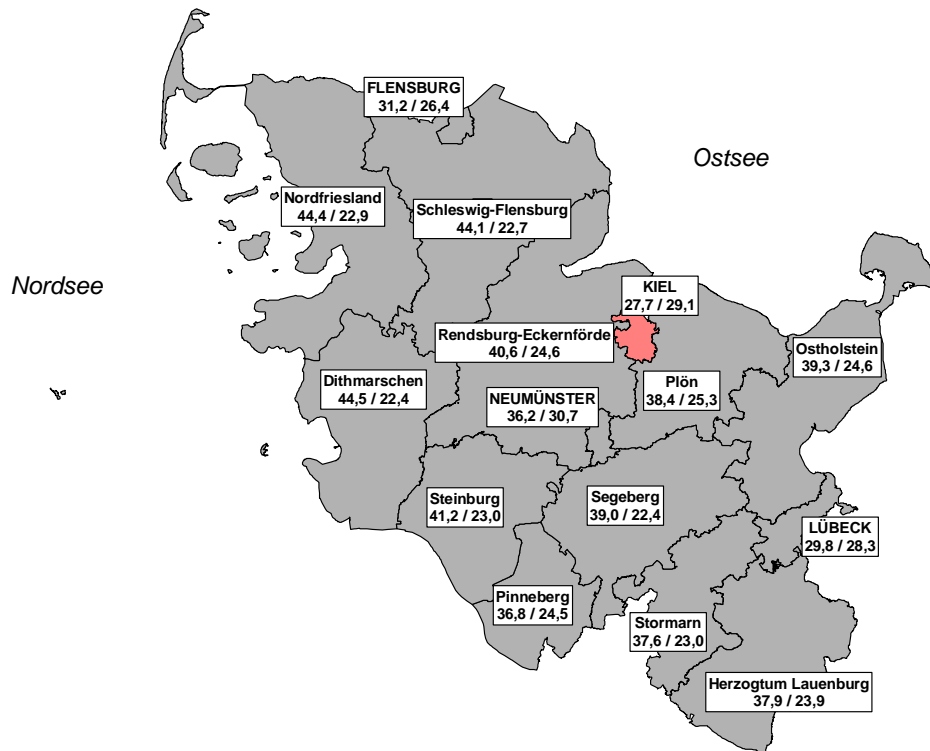 FLENSBURG
31,2 / 26,4
Ostsee
Nordfriesland
44,4 / 22,9
Schleswig-Flensburg
44,1 / 22,7
Nordsee
KIEL
27,7 / 29,1
Rendsburg-Eckernförde
40,6 / 24,6
Ostholstein
39,3 / 24,6
Dithmarschen
44,5 / 22,4
NEUMÜNSTER
36,2 / 30,7
Plön
38,4 / 25,3
Steinburg
41,2 / 23,0
Segeberg
39,0 / 22,4
LÜBECK
29,8 / 28,3
Pinneberg
36,8 / 24,5
Stormarn
37,6 / 23,0
Herzogtum Lauenburg
37,9 / 23,9